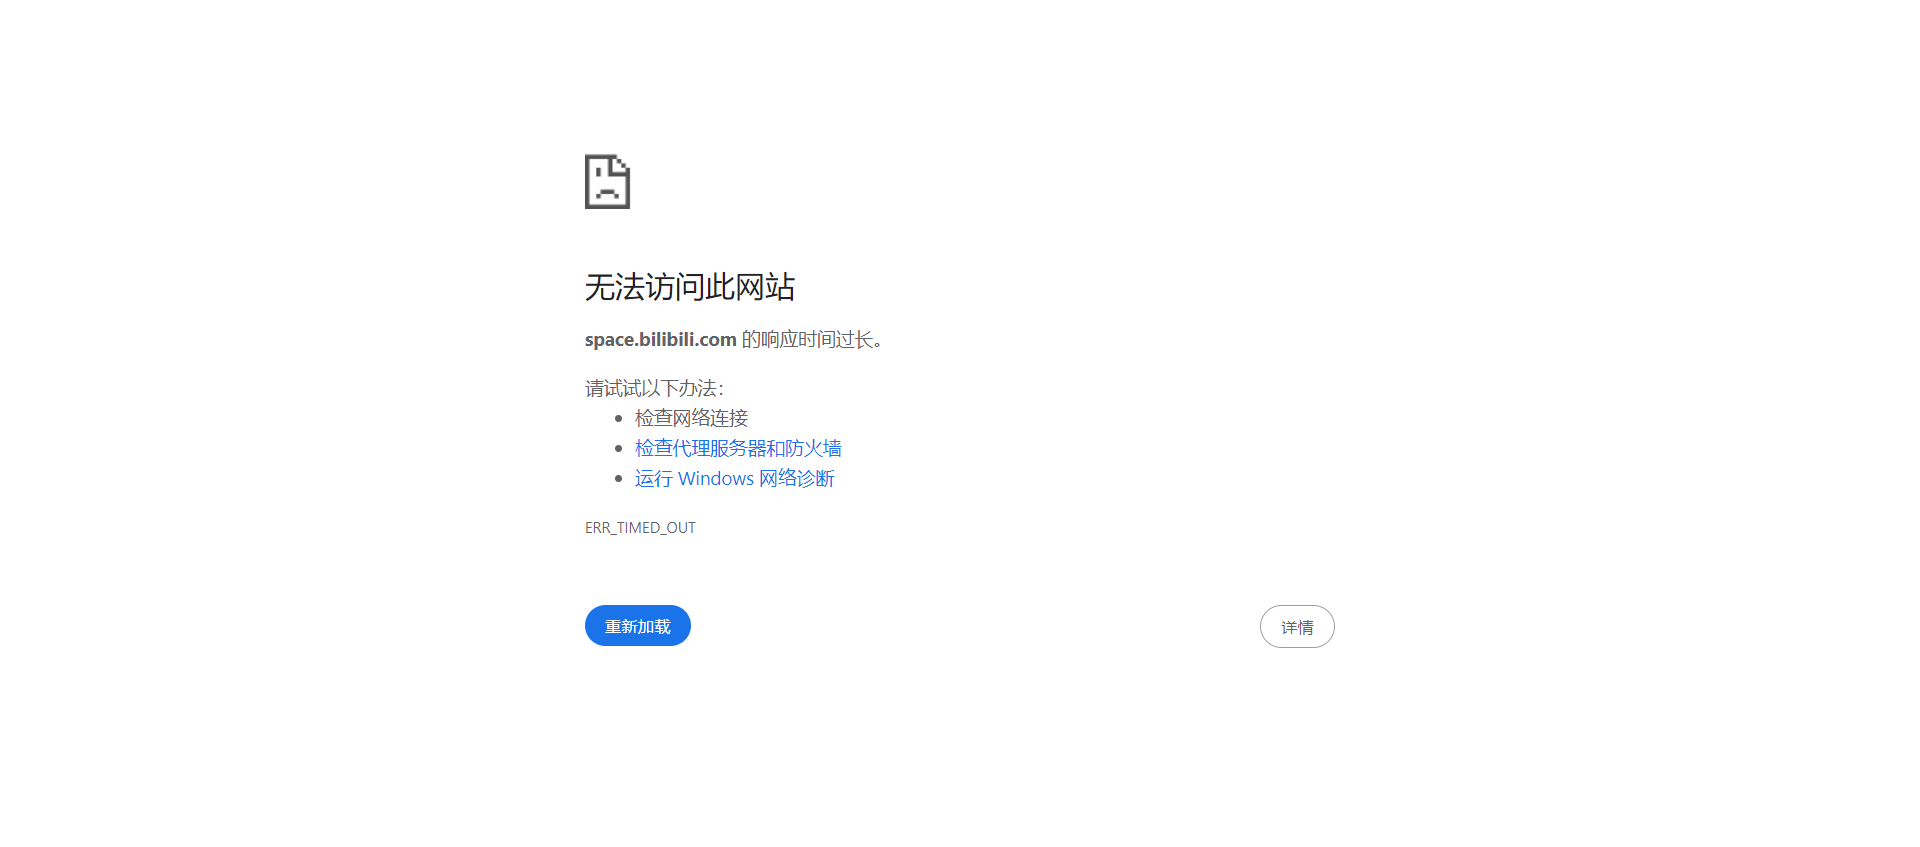 无法访问此网站
space.bilibili.com 的响应时间过长。
请试试以下办法：
检查网络连接
检查代理服务器和防火墙
运行 Windows 网络诊断
ERR_TIMED_OUT
重新加载
详情